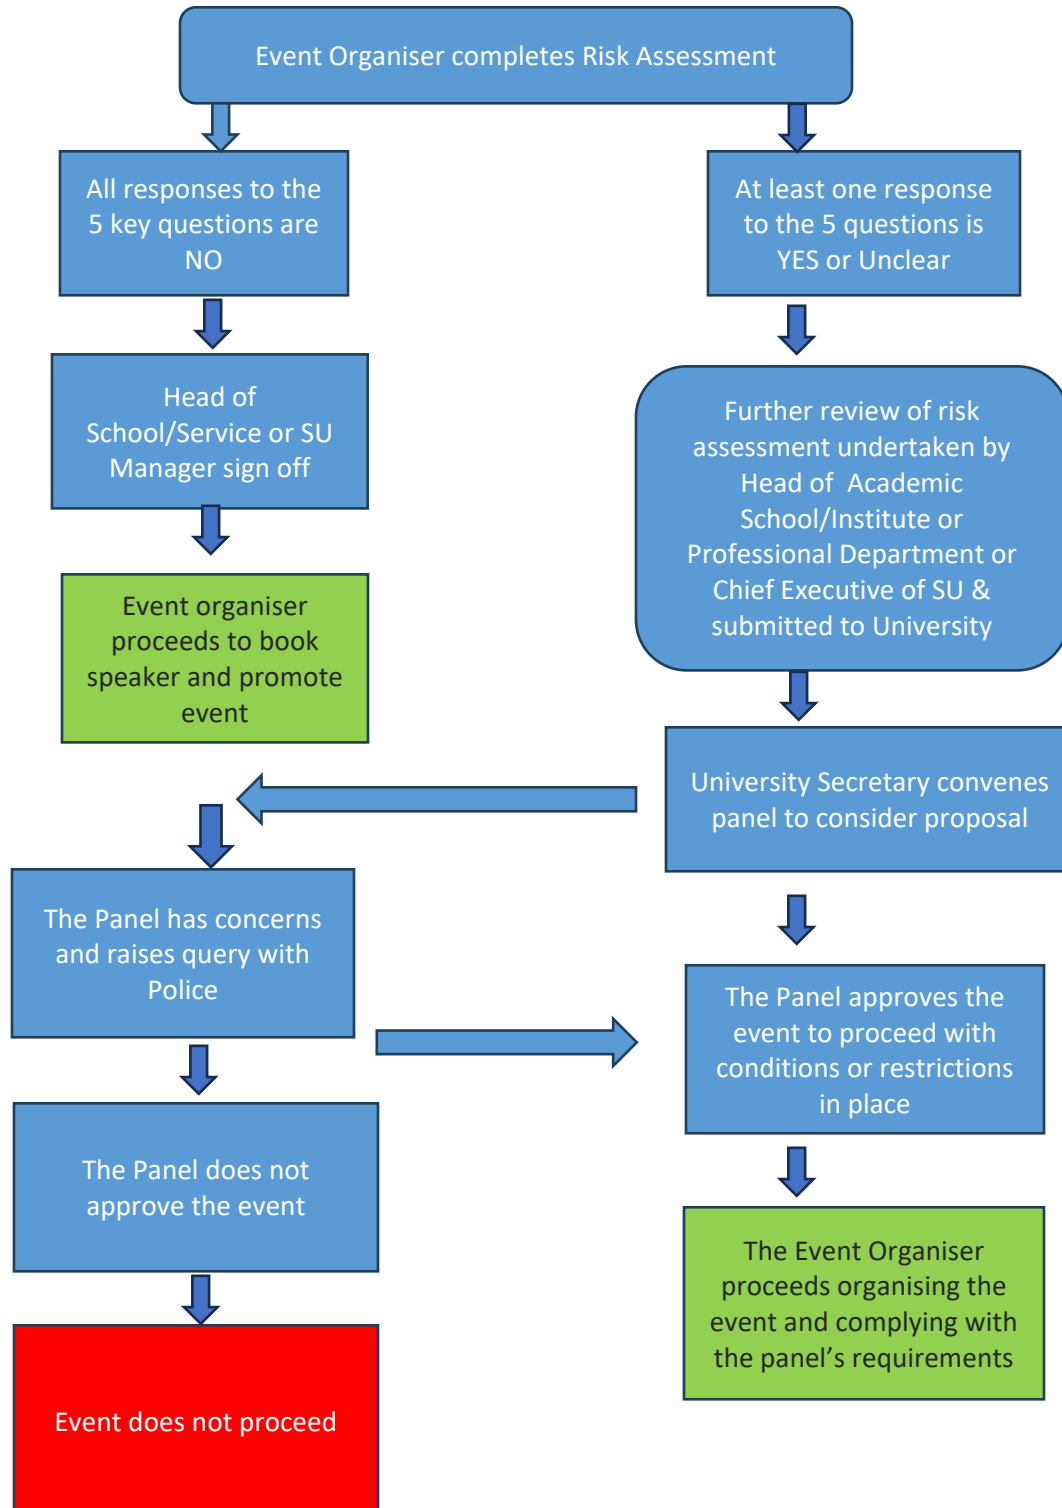 Event Organiser completes Risk Assessment
All responses to the
5 key questions are
NO
At least one response
to the 5 questions is
YES or Unclear
Head of
School/Service or SU
Manager sign off
Further review of risk
assessment undertaken by
Head of  Academic
School/Institute or
Professional Department or
Chief Executive of SU &
submitted to University
Event organiser
proceeds to book
speaker and promote
event
University Secretary convenes
panel to consider proposal
The Panel has concerns
and raises query with
Police
The Panel approves the
event to proceed with
conditions or restrictions
in place
The Panel does not
approve the event
The Event Organiser
proceeds organising the
event and complying with
the panel’s requirements
Event does not proceed